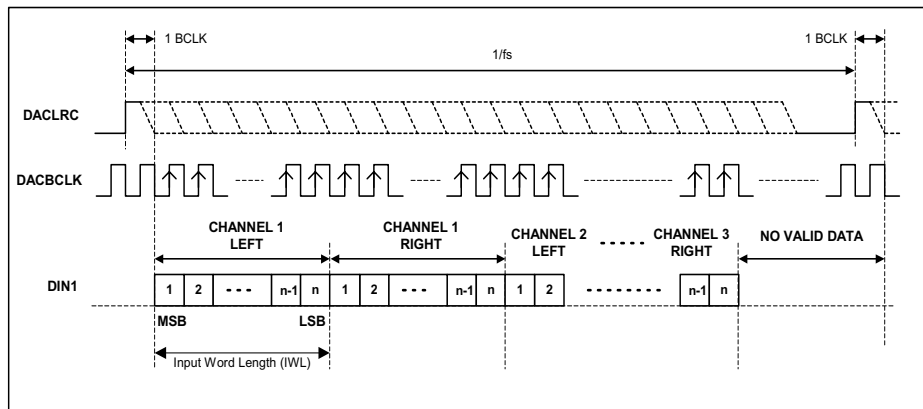 1 BCLK 1 BCLK
1/fs
DACLRC
DACBCLK
CHANNEL 1 LEFT
CHANNEL 1 RIGHT
CHANNEL 2 LEFT
CHANNEL 3 RIGHT
NO VALID DATA
DIN1
1 2 n-1 n 1 2 n-1 n 1 2 n-1 n
MSB LSB
Input Word Length (IWL)